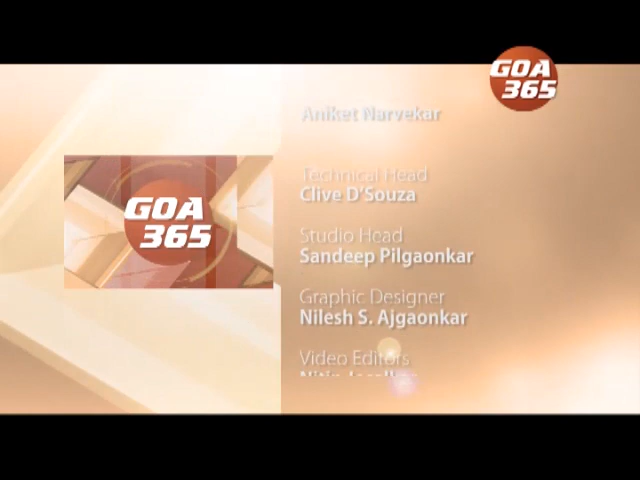 GOA
365
Aniket Narvekar
GOA
365
Technical Head
Clive D'Souza
Studio Head
Sandeep Pilgaonkar
Graphic Designer
Nilesh S. Ajgaonkar
Video Editors